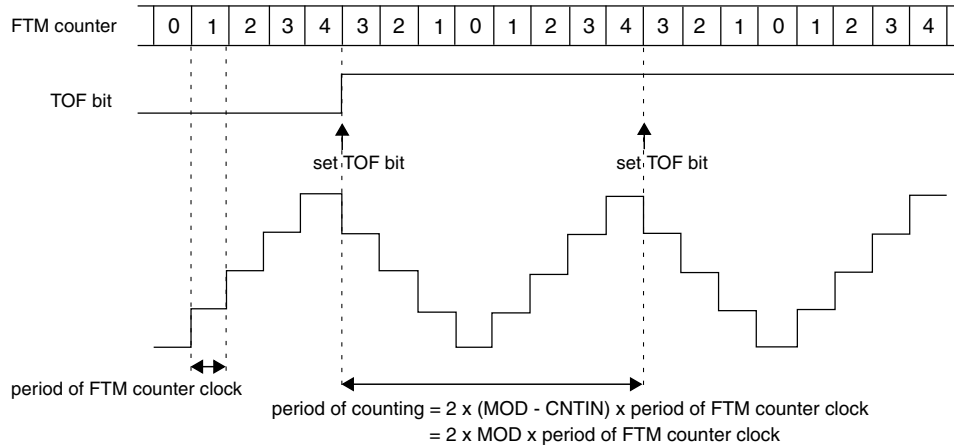 FTM counter 0 1 2 3 4 3 2 1 0 1 2 3 4 3 2 1 0 1 2 3 4
TOF bit
set TOF bit set TOF bit
period of FTM counter clock
period of counting = 2 x (MOD - CNTIN) x period of FTM counter clock
= 2 x MOD x period of FTM counter clock